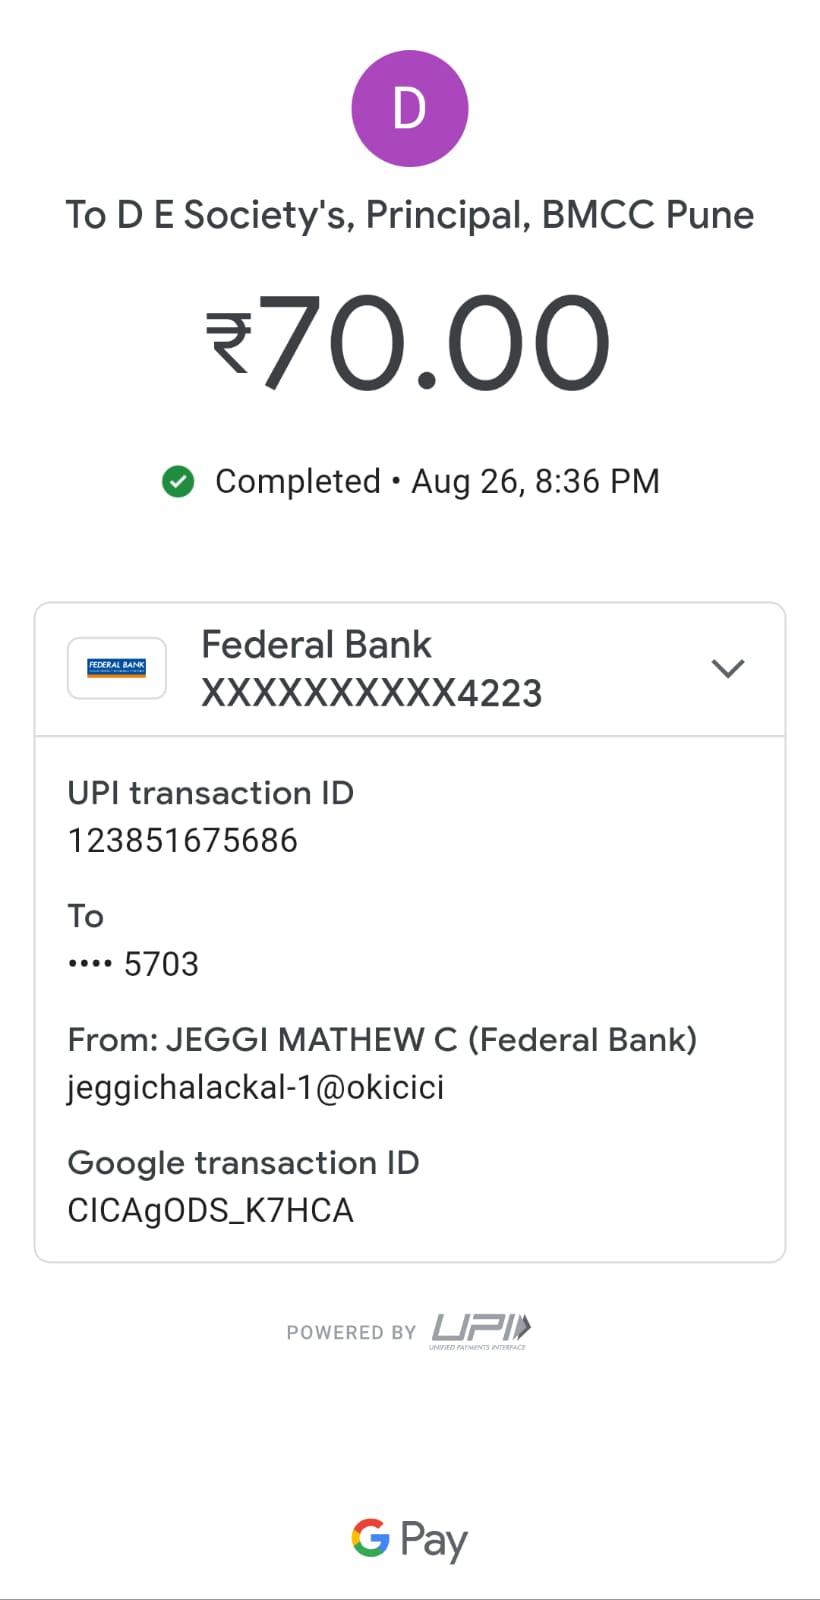 D
To D E Society's, Principal, BMCC Pune
₹70.00
Completed • Aug 26, 8:36 PM
FEDERAL BANK
Federal Bank
XXXXXXXXXX4223
UPI transaction ID
123851675686
To
•••• 5703
From: JEGGI MATHEW C (Federal Bank)
jeggichalackal-1@okicici
Google transaction ID
CICAgODS_K7HCA
POWERED BY UPI
UNIFIED PAYMENTS INTERFACE
G Pay